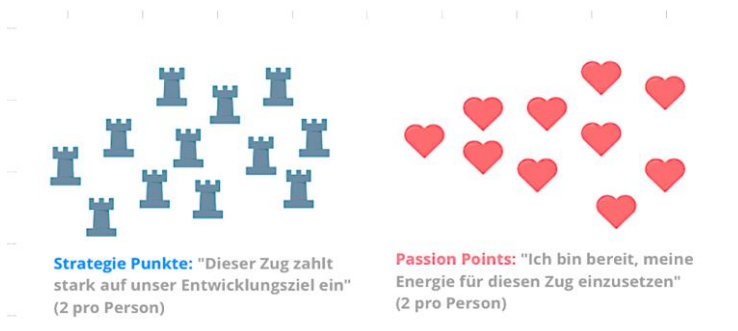 Strategie Punkte: "Dieser Zug zahlt
stark auf unser Entwicklungsziel ein"
(2 pro Person)
Passion Points: "Ich bin bereit, meine
Energie für diesen Zug einzusetzen"
(2 pro Person)